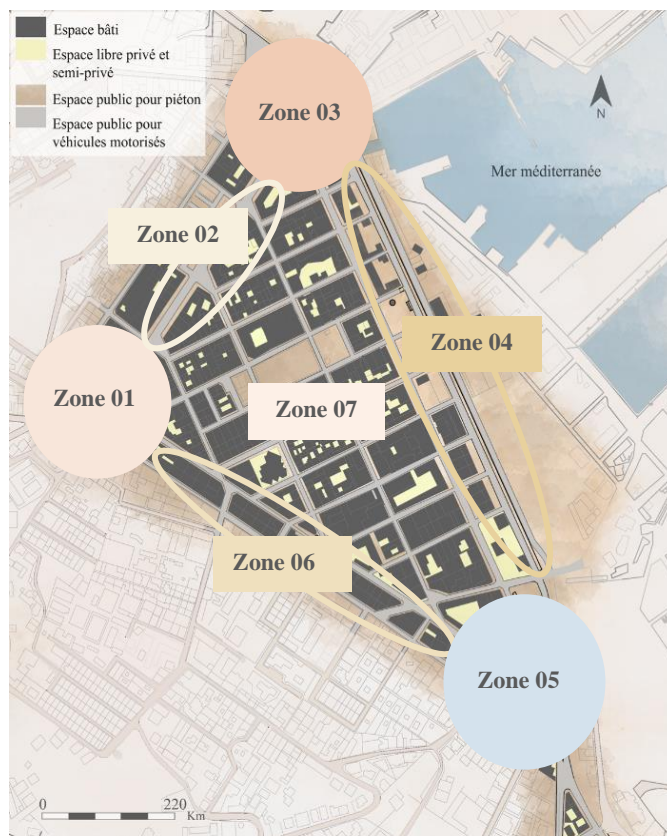 Espace bâti
Espace libre privé et
semi-privé
Espace public pour piéton
Espace public pour
véhicules motorisés
Zone 03
N
Mer méditerranée
Zone 02
Zone 04
Zone 01
Zone 07
Zone 06
Zone 05
0 220
Km